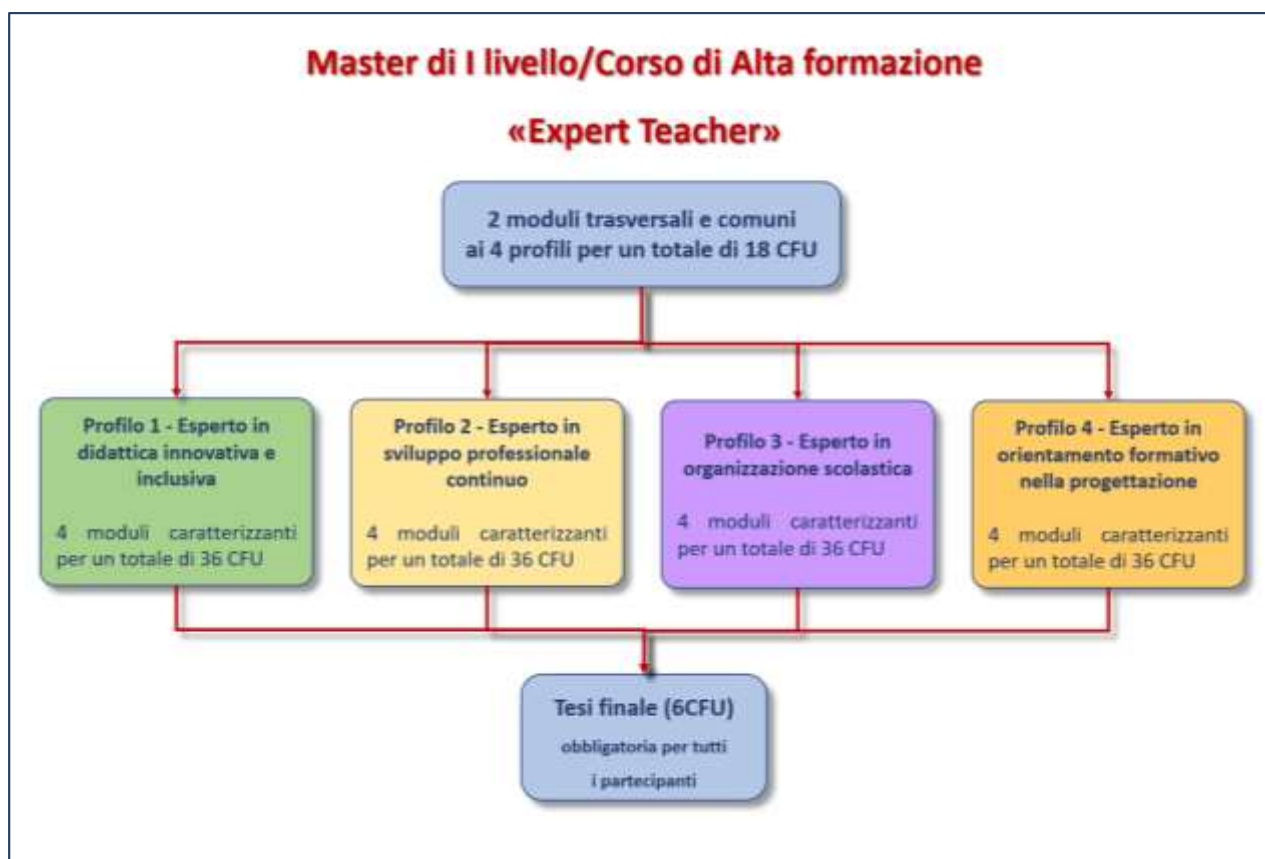 Master di I livello/Corso di Alta formazione
«Expert Teacher»
2 moduli trasversali e comuni
ai 4 profili per un totale di 18 CFU
Profilo 1 - Esperto in
didattica innovativa e
inclusiva
4 moduli caratterizzanti
per un totale di 36 CFU
Profilo 2 - Esperto in
sviluppo professionale
continuo
4 moduli caratterizzanti
per un totale di 36 CFU
Profilo 3 - Esperto in
organizzazione scolastica
4 moduli caratterizzanti
per un totale di 36 CFU
Profilo 4 - Esperto in
orientamento formativo
nella progettazione
4 moduli caratterizzanti
per un totale di 36 CFU
Tesi finale (6CFU)
obbligatoria per tutti
i partecipanti